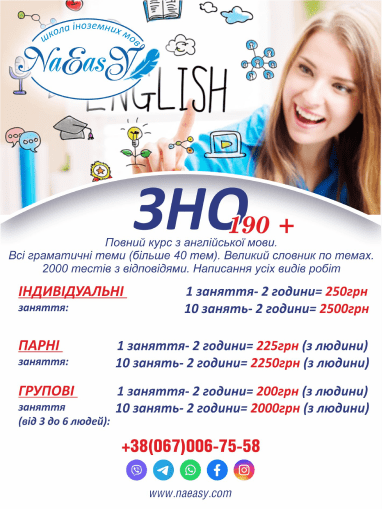 школа іноземних мов
NaEasY
ENGLISH
ЗНО 190 +
Повний курс з англійської мови.
Всі граматичні теми (більше 40 тем). Великий словник по темах.
2000 тестів з відповідями. Написання усіх видів робіт
ІНДИВІДУАЛЬНІ 1 заняття- 2 години= 250грн
заняття: 10 занять- 2 години= 2500грн
ПАРНІ 1 заняття- 2 години= 225грн (з людини)
заняття: 10 занять- 2 години= 2250грн (з людини)
ГРУПОВІ 1 заняття- 2 години= 200грн (з людини)
заняття 10 занять- 2 години= 2000грн (з людини)
(від 3 до 6 людей):
+38(067)006-75-58
www.naeasy.com